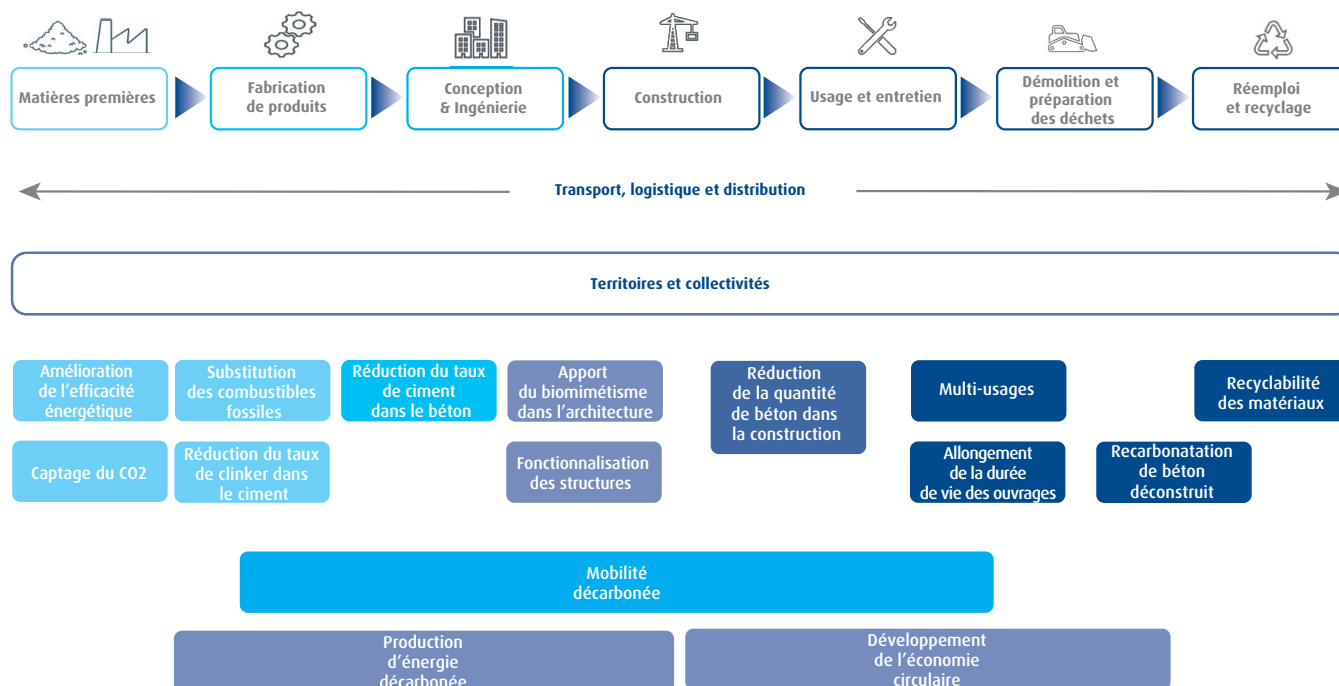 Matières premières
Fabrication
de produits
Conception
& Ingénierie
Construction
Usage et entretien
Démolition et
préparation
des déchets
Réemploi
et recyclage
Transport, logistique et distribution
Territoires et collectivités
Amélioration
de l’efficacité
énergétique
Substitution
des combustibles
fossiles
Réduction du taux
de ciment
dans le béton
Apport
du biomimétisme
dans l’architecture
Réduction
de la quantité
de béton dans
la construction
Multi-usages
Recyclabilité
des matériaux
Captage du CO2
Réduction du taux
de clinker dans
le ciment
Fonctionnalisation
des structures
Allongement
de la durée
de vie des ouvrages
Recarbonatation
de béton
déconstruit
Mobilité
décarbonée
Production
d’énergie
décarbonée
Développement
de l’économie
circulaire